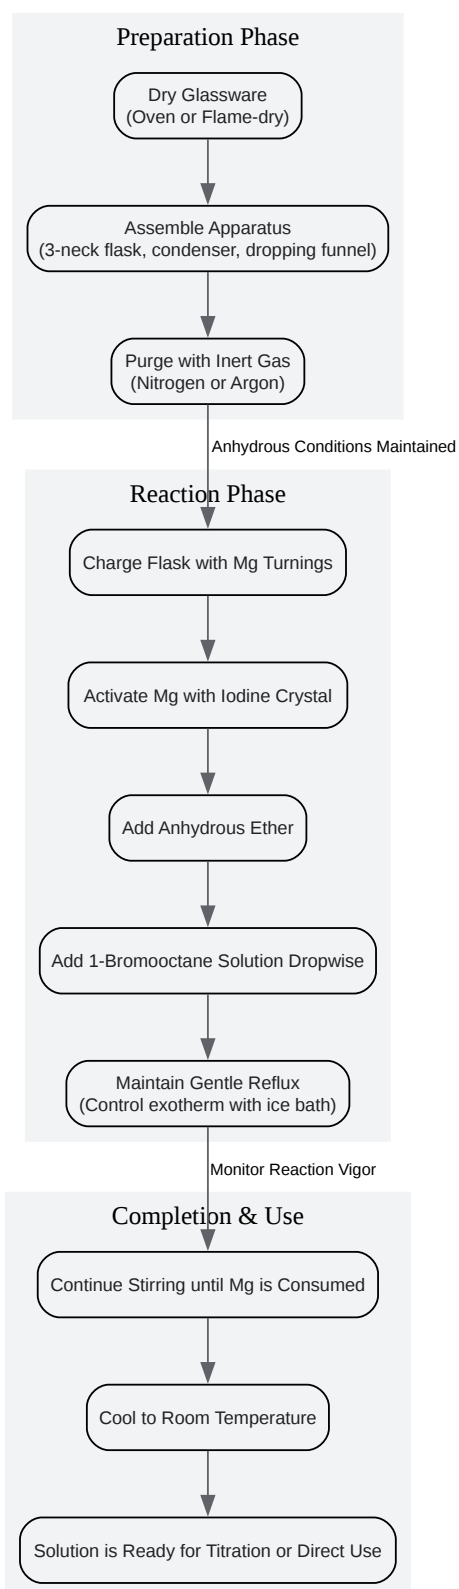 Preparation Phase
Dry Glassware
(Oven or Flame-dry)
Assemble Apparatus
(3-neck flask, condenser, dropping funnel)
Purge with Inert Gas
(Nitrogen or Argon)
Anhydrous Conditions Maintained
Reaction Phase
Charge Flask with Mg Turnings
Activate Mg with Iodine Crystal
Add Anhydrous Ether
Add 1-Bromooctane Solution Dropwise
Maintain Gentle Reflux
(Control exotherm with ice bath)
Monitor Reaction Vigor
Completion & Use
Continue Stirring until Mg is Consumed
Cool to Room Temperature
Solution is Ready for Titration or Direct Use